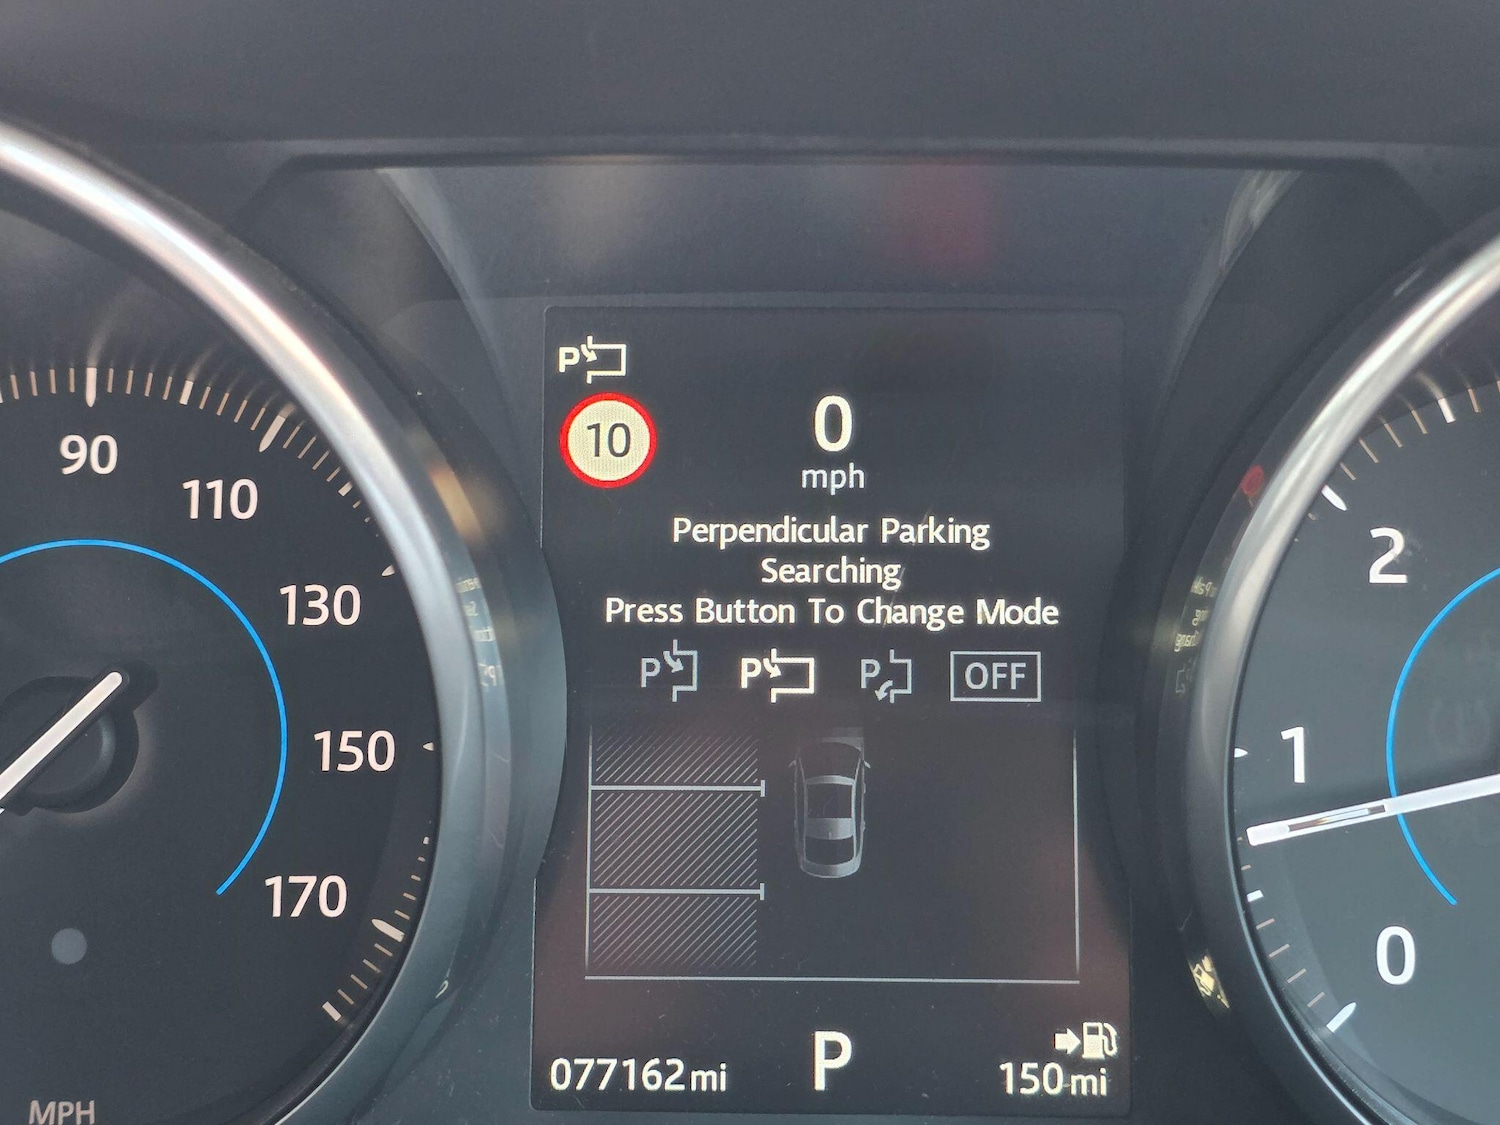 P
10
0
mph
Perpendicular Parking
Searching
Press Button To Change Mode
P P P OFF
077162mi P 150mi
90
110
130
150
170
MPH
2
1
0